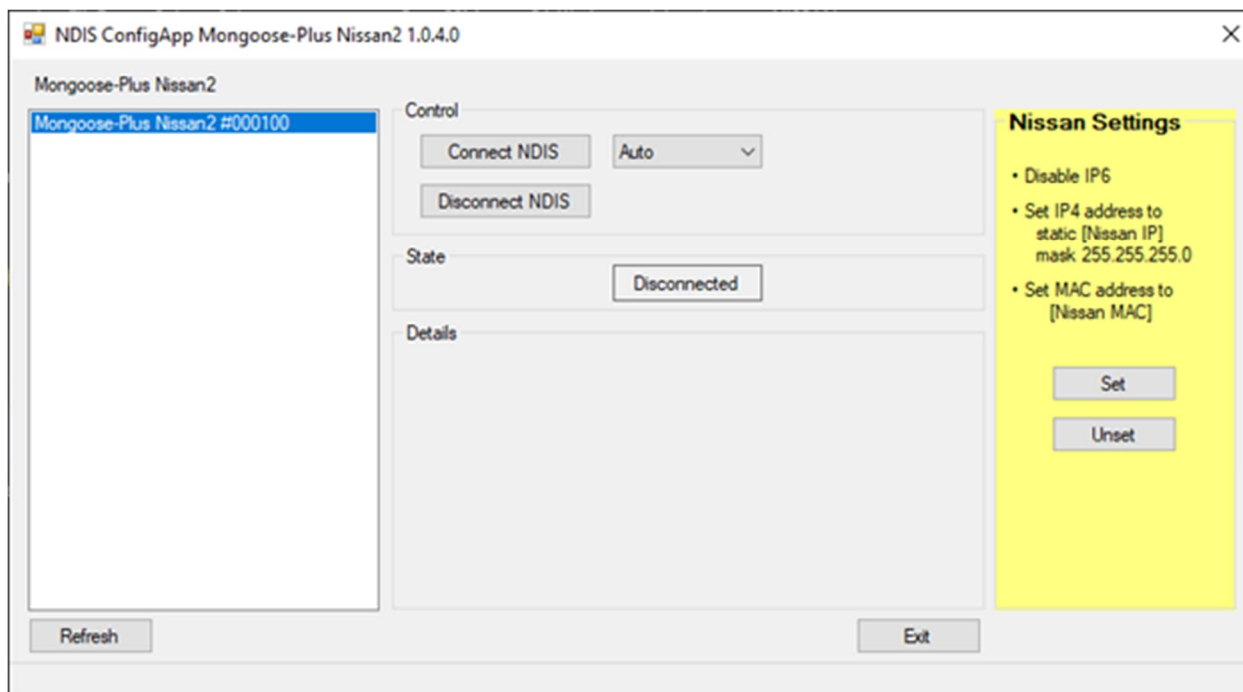 NDIS ConfigApp Mongoose-Plus Nissan2 1.0.4.0
Mongoose-Plus Nissan2
Mongoose-Plus Nissan2 #000100
Control
Connect NDIS
Auto
Disconnect NDIS
State
Disconnected
Details
Nissan Settings
• Disable IP6
• Set IP4 address to
static [Nissan IP]
mask 255.255.255.0
• Set MAC address to
[Nissan MAC]
Set
Unset
Refresh
Exit